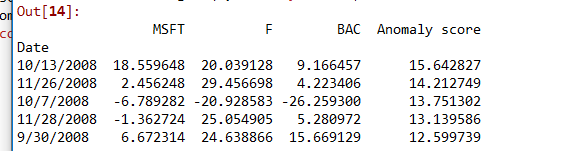 Out[14]:
MSFT F BAC Anomaly score
Date
10/13/2008 18.559648 20.039128 9.166457 15.642827
11/26/2008 2.456248 29.456698 4.223406 14.212749
10/7/2008 -6.789282 -20.928583 -26.259300 13.751302
11/28/2008 -1.362724 25.054905 5.280972 13.139586
9/30/2008 6.672314 24.638866 15.669129 12.599739